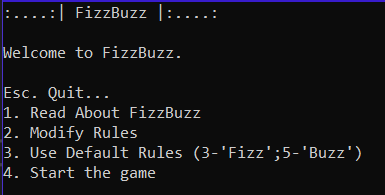 :....:| FizzBuzz |:....:
Welcome to FizzBuzz.
Esc. Quit...
1. Read About FizzBuzz
2. Modify Rules
3. Use Default Rules (3-'Fizz';5-'Buzz')
4. Start the game